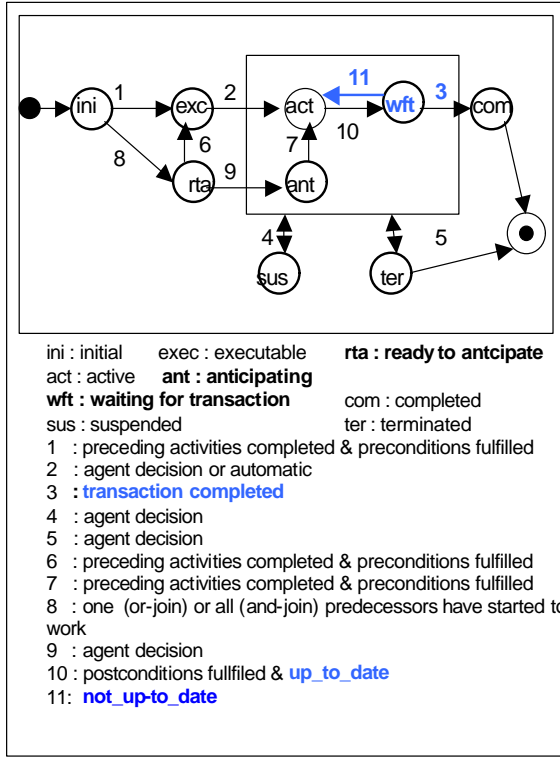 11
1
2
3
ini
exc
act
wft
com
10
8
6
7
9
rta
ant
4
5
sus
ter
ini : initial exec : executable rta : ready to antcipate
act : active ant : anticipating
wft : waiting for transaction com : completed
sus : suspended ter : terminated
1 : preceding activities completed & preconditions fulfilled
2 : agent decision or automatic
3 : transaction completed
4 : agent decision
5 : agent decision
6 : preceding activities completed & preconditions fulfilled
7 : preceding activities completed & preconditions fulfilled
8 : one (or-join) or all (and-join) predecessors have started to
work
9 : agent decision
10 : postconditions fullfiled & up_to_date
11: not_up-to_date